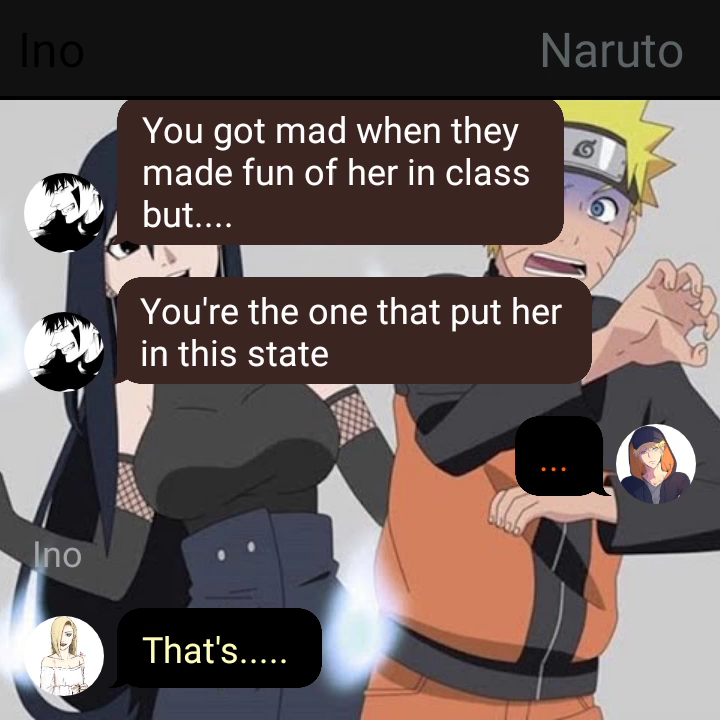 Ino
Naruto
You got mad when they
made fun of her in class
but....
You're the one that put her
in this state
...
Ino
That's.....